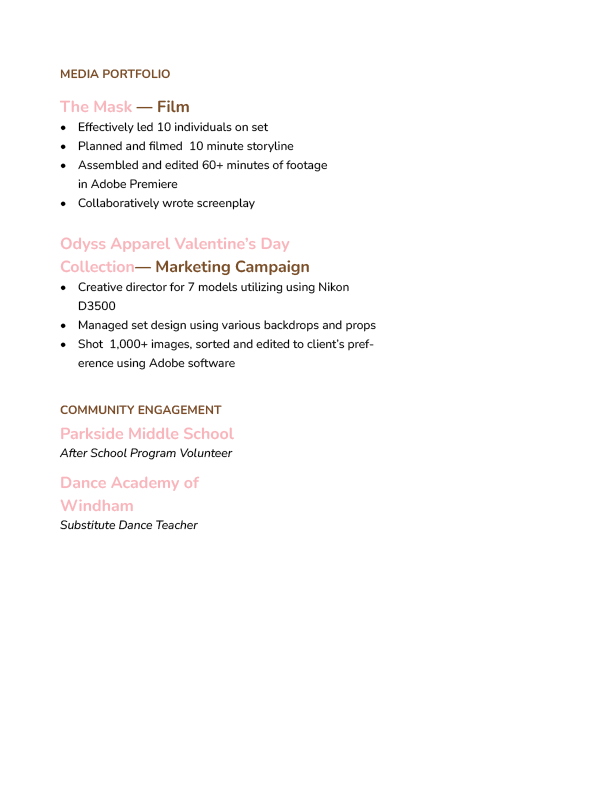 MEDIA PORTFOLIO
The Mask — Film
• Effectively led 10 individuals on set
• Planned and filmed  10 minute storyline
• Assembled and edited 60+ minutes of footage
in Adobe Premiere
• Collaboratively wrote screenplay
Odyss Apparel Valentine’s Day
Collection— Marketing Campaign
• Creative director for 7 models utilizing using Nikon
D3500
• Managed set design using various backdrops and props
• Shot  1,000+ images, sorted and edited to client’s pref-
erence using Adobe software
COMMUNITY ENGAGEMENT
Parkside Middle School
After School Program Volunteer
Dance Academy of
Windham
Substitute Dance Teacher